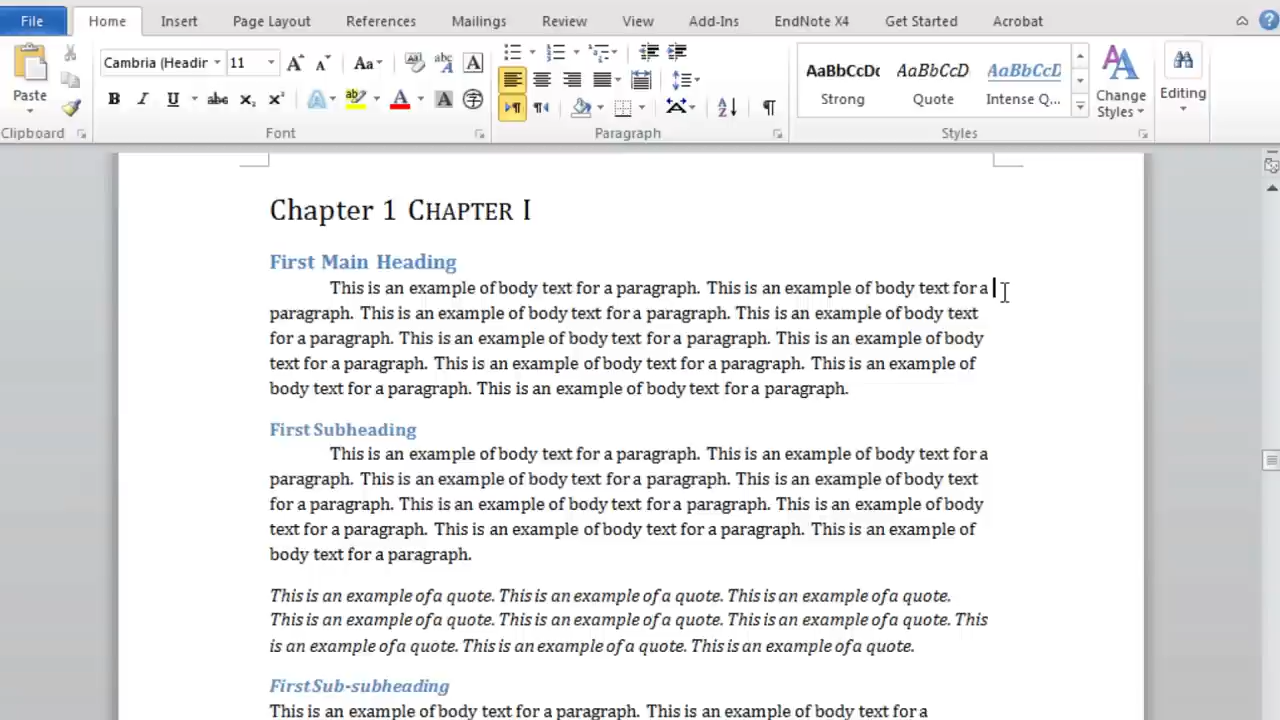 File Home Insert Page Layout References Mailings Review View Add-Ins EndNote X4 Get Started Acrobat
Cambria (Headir 11 Aa abc A AaBbCcDc AaBbCcD AaBbCcD
Paste B I U abc X₂ X² A ab A A 字 Strong Quote Intense Q... Change Styles Editing
Clipboard Font Paragraph Styles
Chapter 1 CHAPTER I
First Main Heading
This is an example of body text for a paragraph. This is an example of body text for a
paragraph. This is an example of body text for a paragraph. This is an example of body text
for a paragraph. This is an example of body text for a paragraph. This is an example of body
text for a paragraph. This is an example of body text for a paragraph. This is an example of
body text for a paragraph. This is an example of body text for a paragraph.
First Subheading
This is an example of body text for a paragraph. This is an example of body text for a
paragraph. This is an example of body text for a paragraph. This is an example of body text
for a paragraph. This is an example of body text for a paragraph. This is an example of body
text for a paragraph. This is an example of body text for a paragraph. This is an example of
body text for a paragraph.
This is an example of a quote. This is an example of a quote. This is an example of a quote.
This is an example of a quote. This is an example of a quote. This is an example of a quote. This
is an example of a quote. This is an example of a quote. This is an example of a quote.
First Sub-subheading
This is an example of body text for a paragraph. This is an example of body text for a